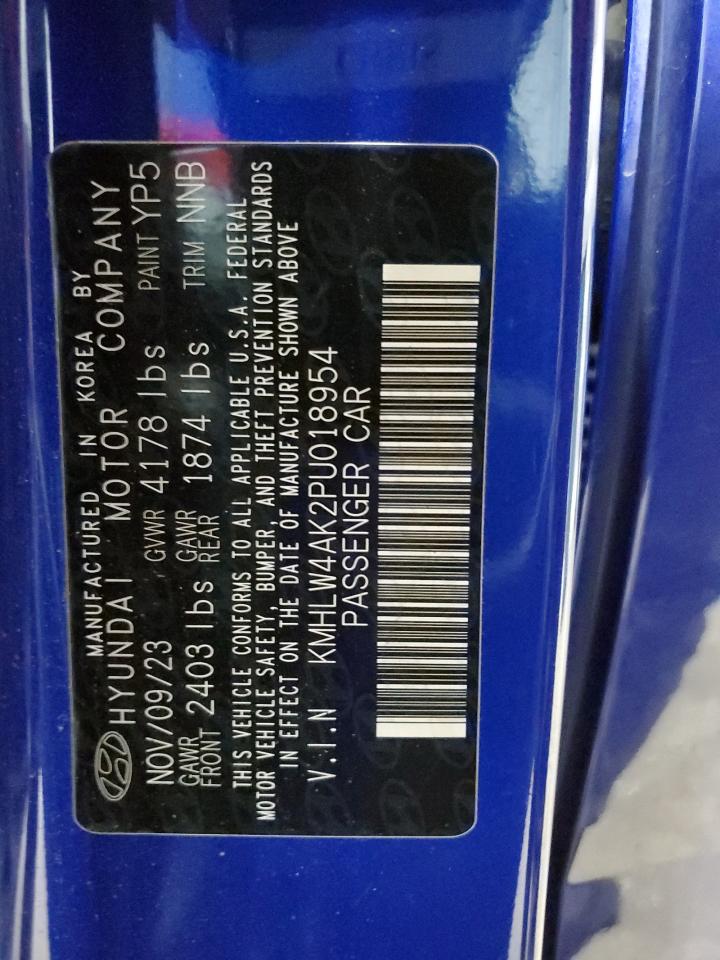 MANUFACTURED IN KOREA BY
HYUNDAI MOTOR COMPANY
NOV/09/23 GVWR 4178 lbs PAINT YP5
GAWR FRONT 2403 lbs GAWR REAR 1874 lbs TRIM NNB
THIS VEHICLE CONFORMS TO ALL APPLICABLE U.S.A. FEDERAL
MOTOR VEHICLE SAFETY, BUMPER, AND THEFT PREVENTION STANDARDS
IN EFFECT ON THE DATE OF MANUFACTURE SHOWN ABOVE
V.I.N KMHLW4AK2PU018954
PASSENGER CAR